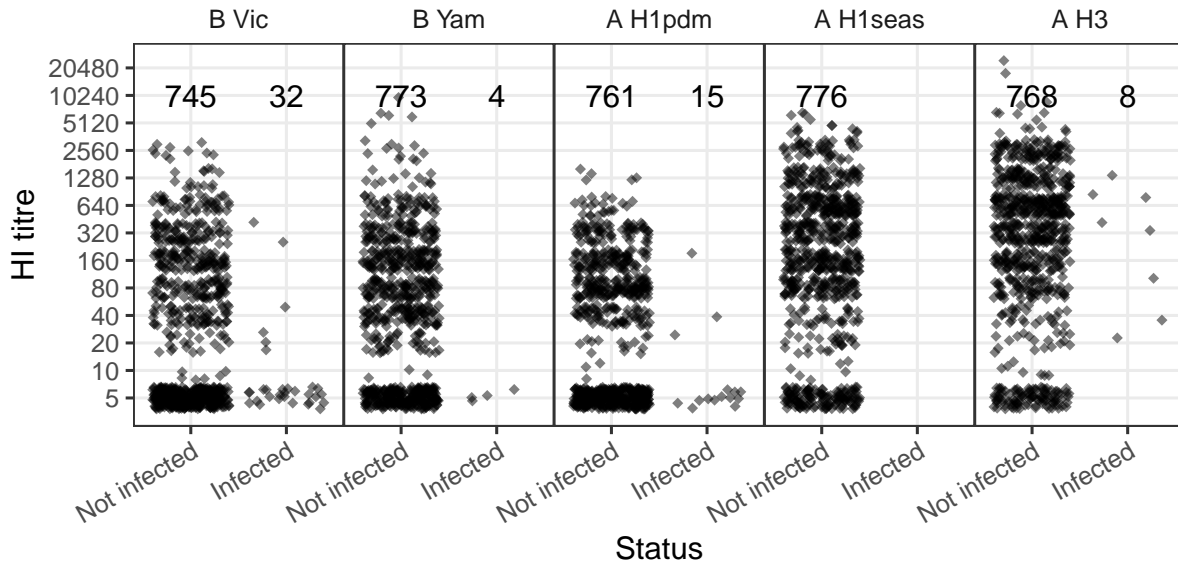 B Vic B Yam A H1pdm A H1seas A H3
20480
10240
5120
2560
1280
640
320
160
80
40
20
10
5
HI titre
745 32 773 4 761 15 776 768 8
Not infected Infected Not infected Infected Not infected Infected Not infected Infected Not infected Infected
Status